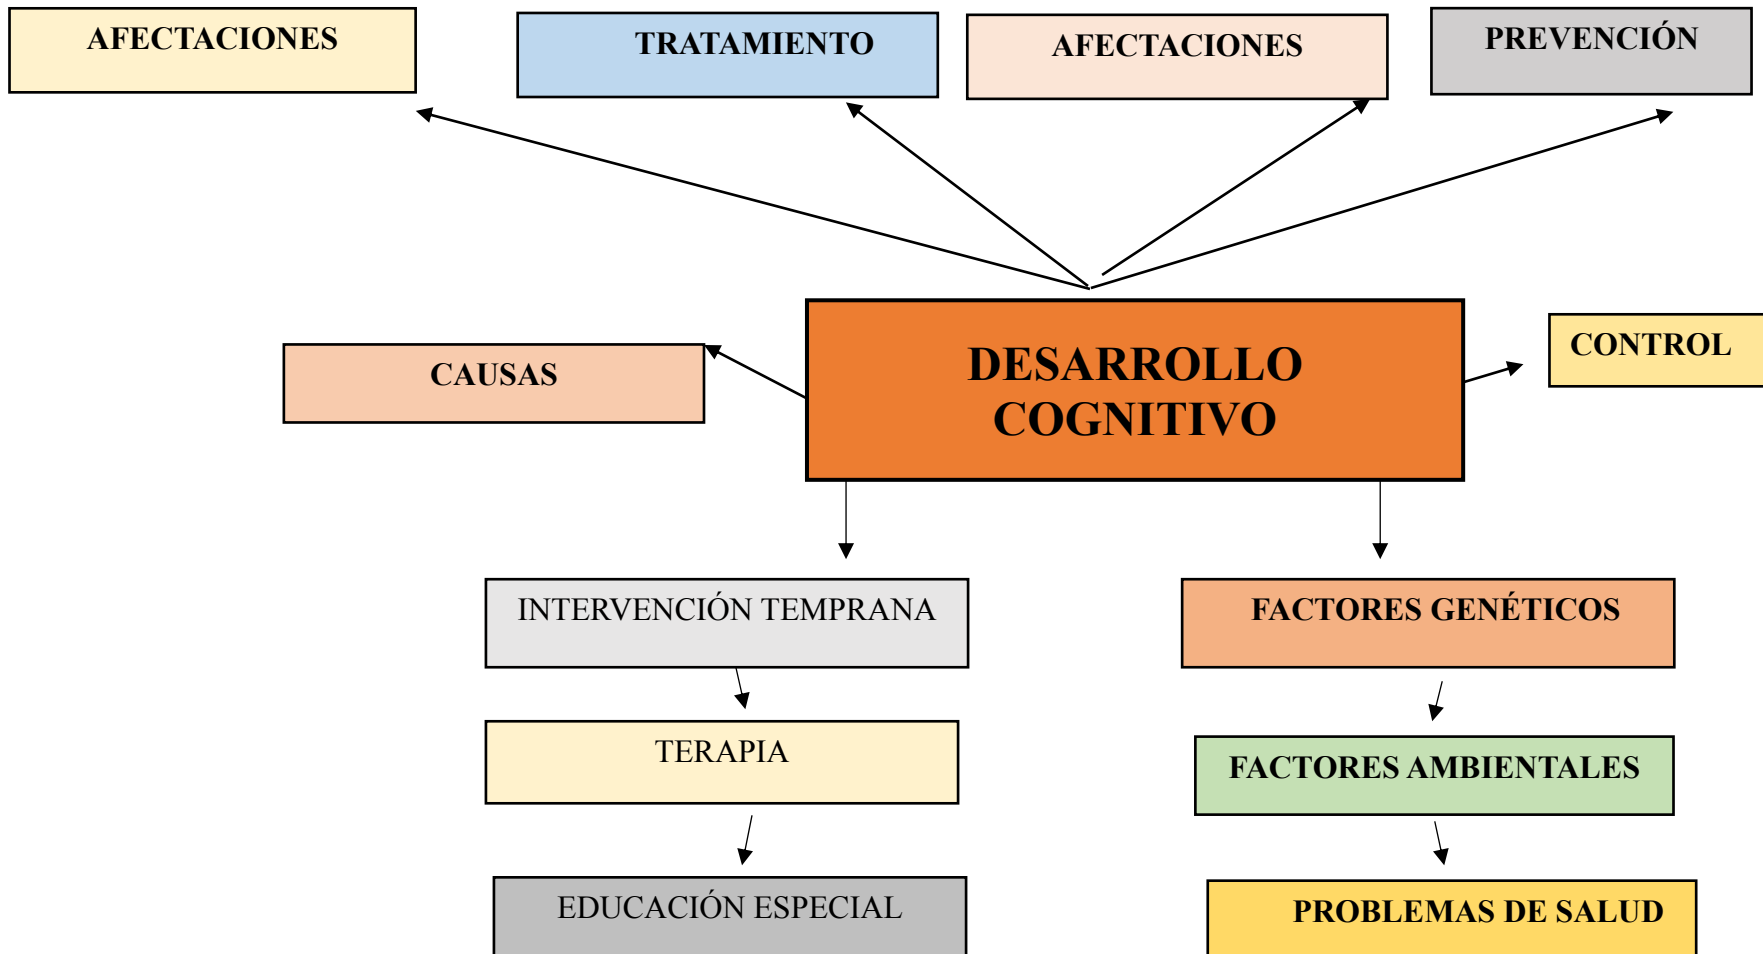 AFECTACIONES
TRATAMIENTO
AFECTACIONES
PREVENCIÓN
CAUSAS
DESARROLLO
COGNITIVO
CONTROL
INTERVENCIÓN TEMPRANA
FACTORES GENÉTICOS
TERAPIA
FACTORES AMBIENTALES
EDUCACIÓN ESPECIAL
PROBLEMAS DE SALUD